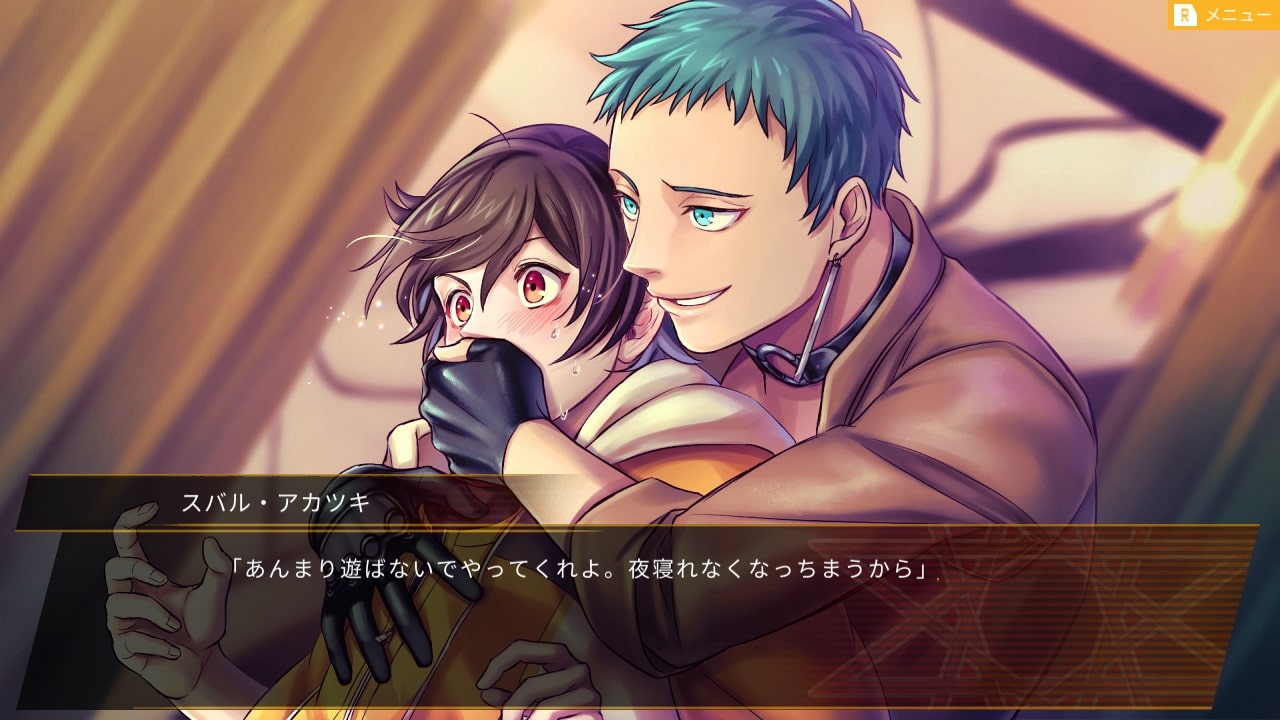 R メニュー
スバル・アカツキ
「あんまり遊ばないでやってくれよ。夜寝れなくなっちまうから」